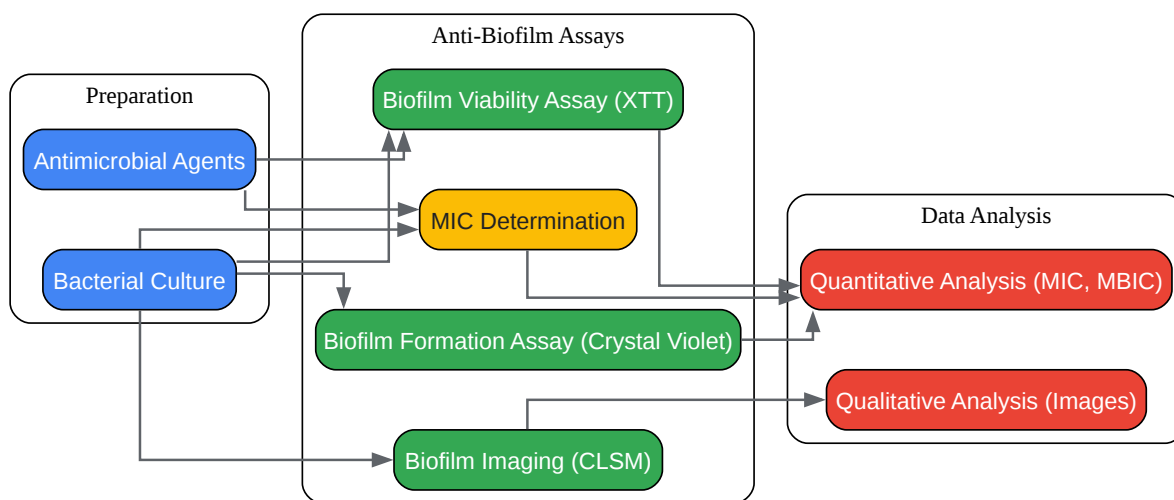 Preparation
Antimicrobial Agents
Bacterial Culture
Anti-Biofilm Assays
Biofilm Viability Assay (XTT)
MIC Determination
Biofilm Formation Assay (Crystal Violet)
Biofilm Imaging (CLSM)
Data Analysis
Quantitative Analysis (MIC, MBIC)
Qualitative Analysis (Images)